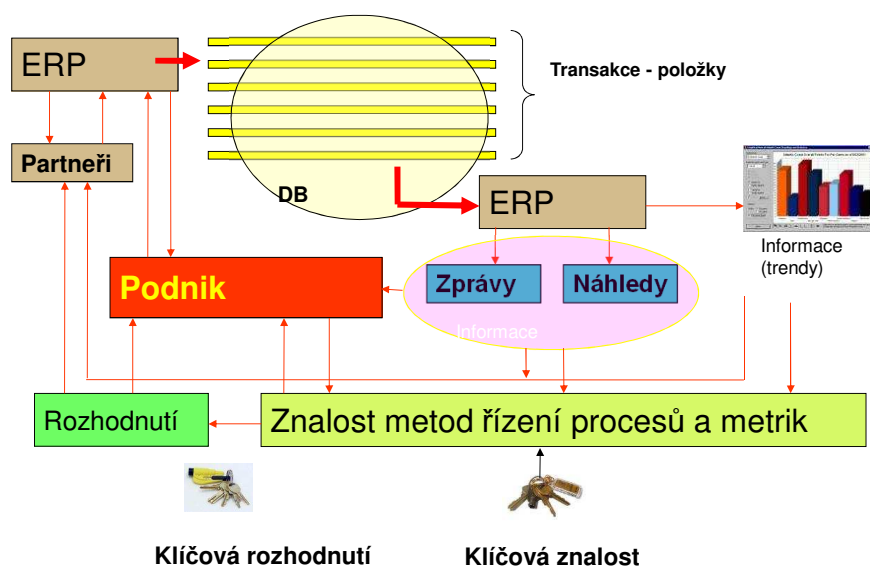 ERP
Transakce - položky
Partneři
DB
ERP
Informace
(trendy)
Podnik
Zprávy
Náhledy
Informace
Rozhodnutí
Znalost metod řízení procesů a metrik
Klíčová rozhodnutí
Klíčová znalost